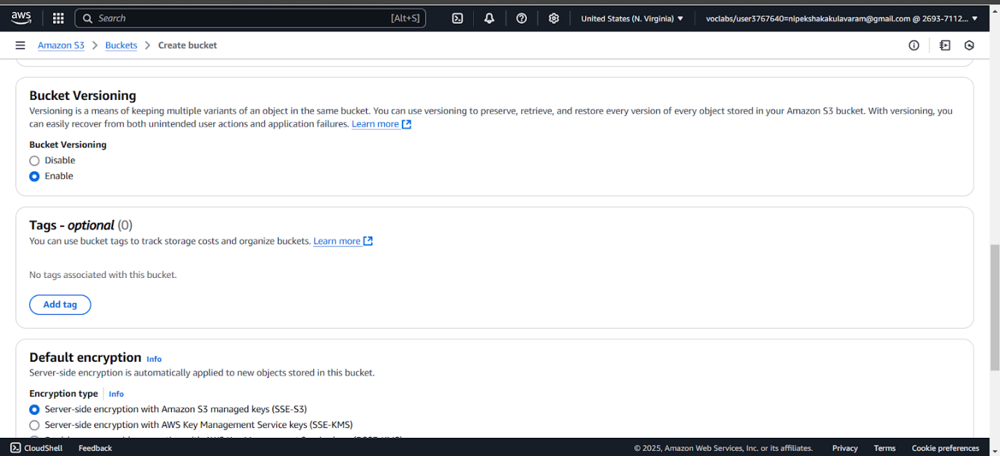 aws
Search [Alt+S] United States (N. Virginia) voclabs/user3767640=nipekshakakulavaram@gmail.com @ 2693-7112...
Amazon S3 Buckets Create bucket
Bucket Versioning
Versioning is a means of keeping multiple variants of an object in the same bucket. You can use versioning to preserve, retrieve, and restore every version of every object stored in your Amazon S3 bucket. With versioning, you
can easily recover from both unintended user actions and application failures. Learn more
Bucket Versioning
Disable
Enable
Tags - optional (0)
You can use bucket tags to track storage costs and organize buckets. Learn more
No tags associated with this bucket.
Add tag
Default encryption Info
Server-side encryption is automatically applied to new objects stored in this bucket.
Encryption type Info
Server-side encryption with Amazon S3 managed keys (SSE-S3)
Server-side encryption with AWS Key Management Service keys (SSE-KMS)
CloudShell Feedback © 2025, Amazon Web Services, Inc. or its affiliates. Privacy Terms Cookie preferences